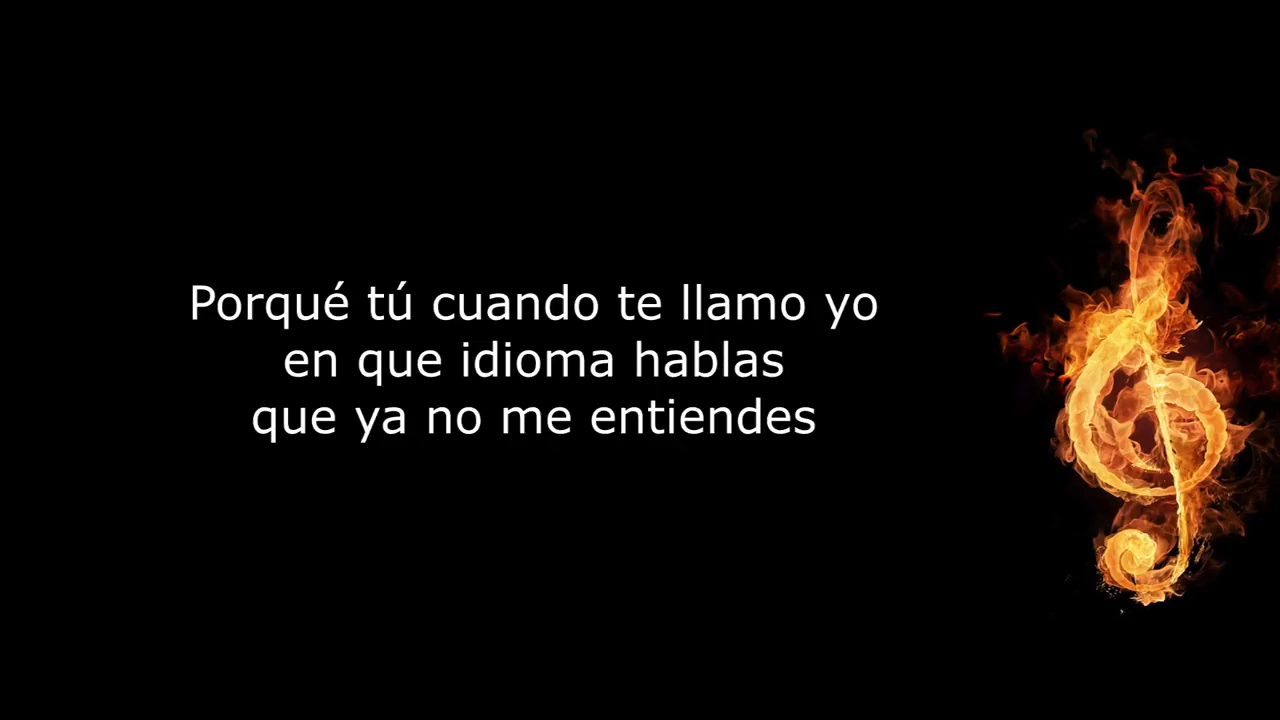 Porqué tú cuando te llamo yo
en que idioma hablas
que ya no me entiendes